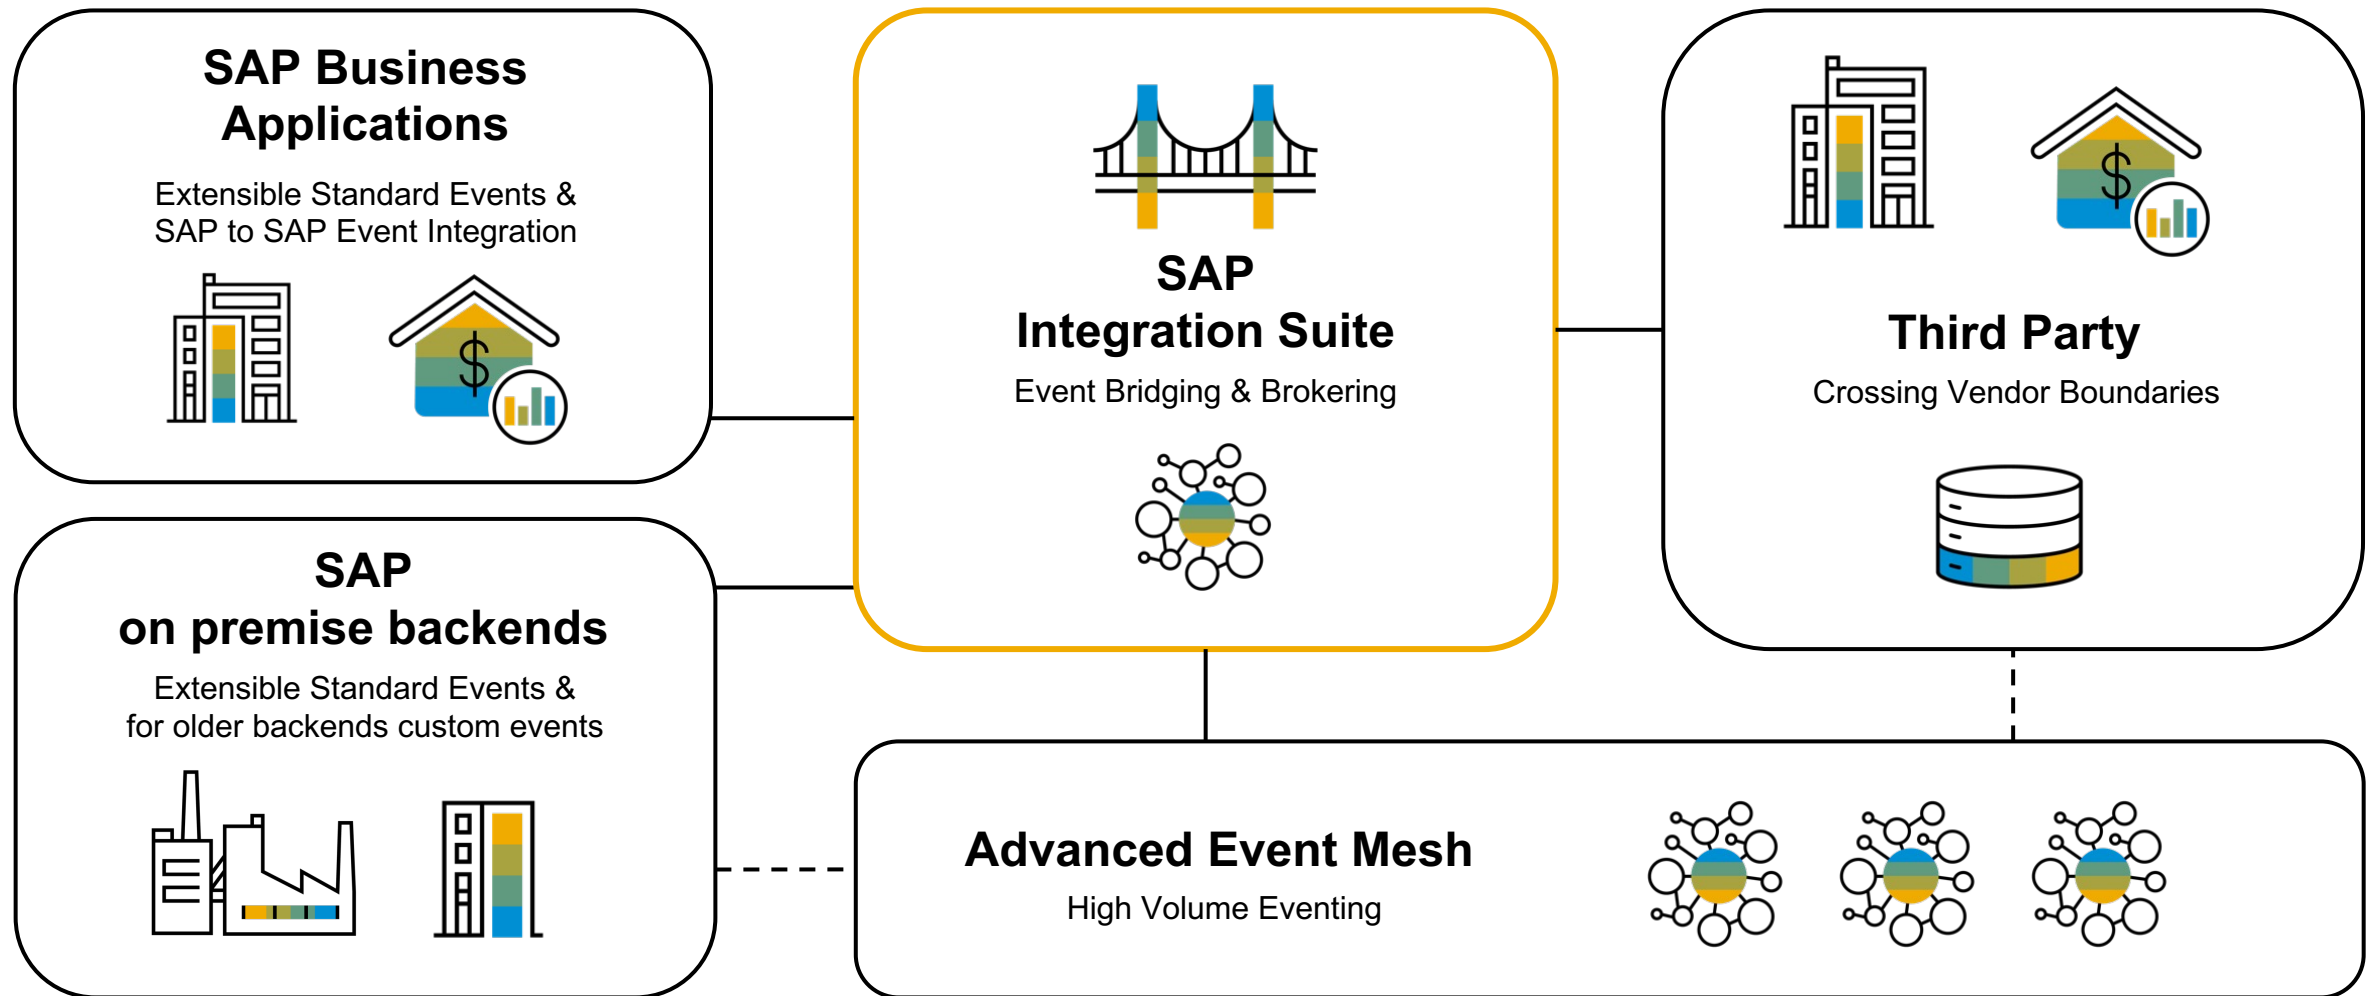 SAP Business
Applications
Extensible Standard Events &
SAP to SAP Event Integration
$
SAP
on premise backends
Extensible Standard Events &
for older backends custom events
SAP
Integration Suite
Event Bridging & Brokering
$
Third Party
Crossing Vendor Boundaries
Advanced Event Mesh
High Volume Eventing